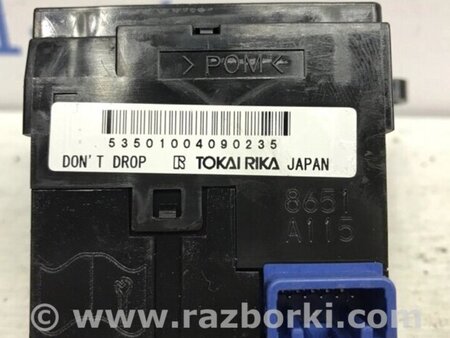 >POM<
53501004090235
DON'T DROP R TOKAI RIKA JAPAN
8651
A115
www.razborki.com